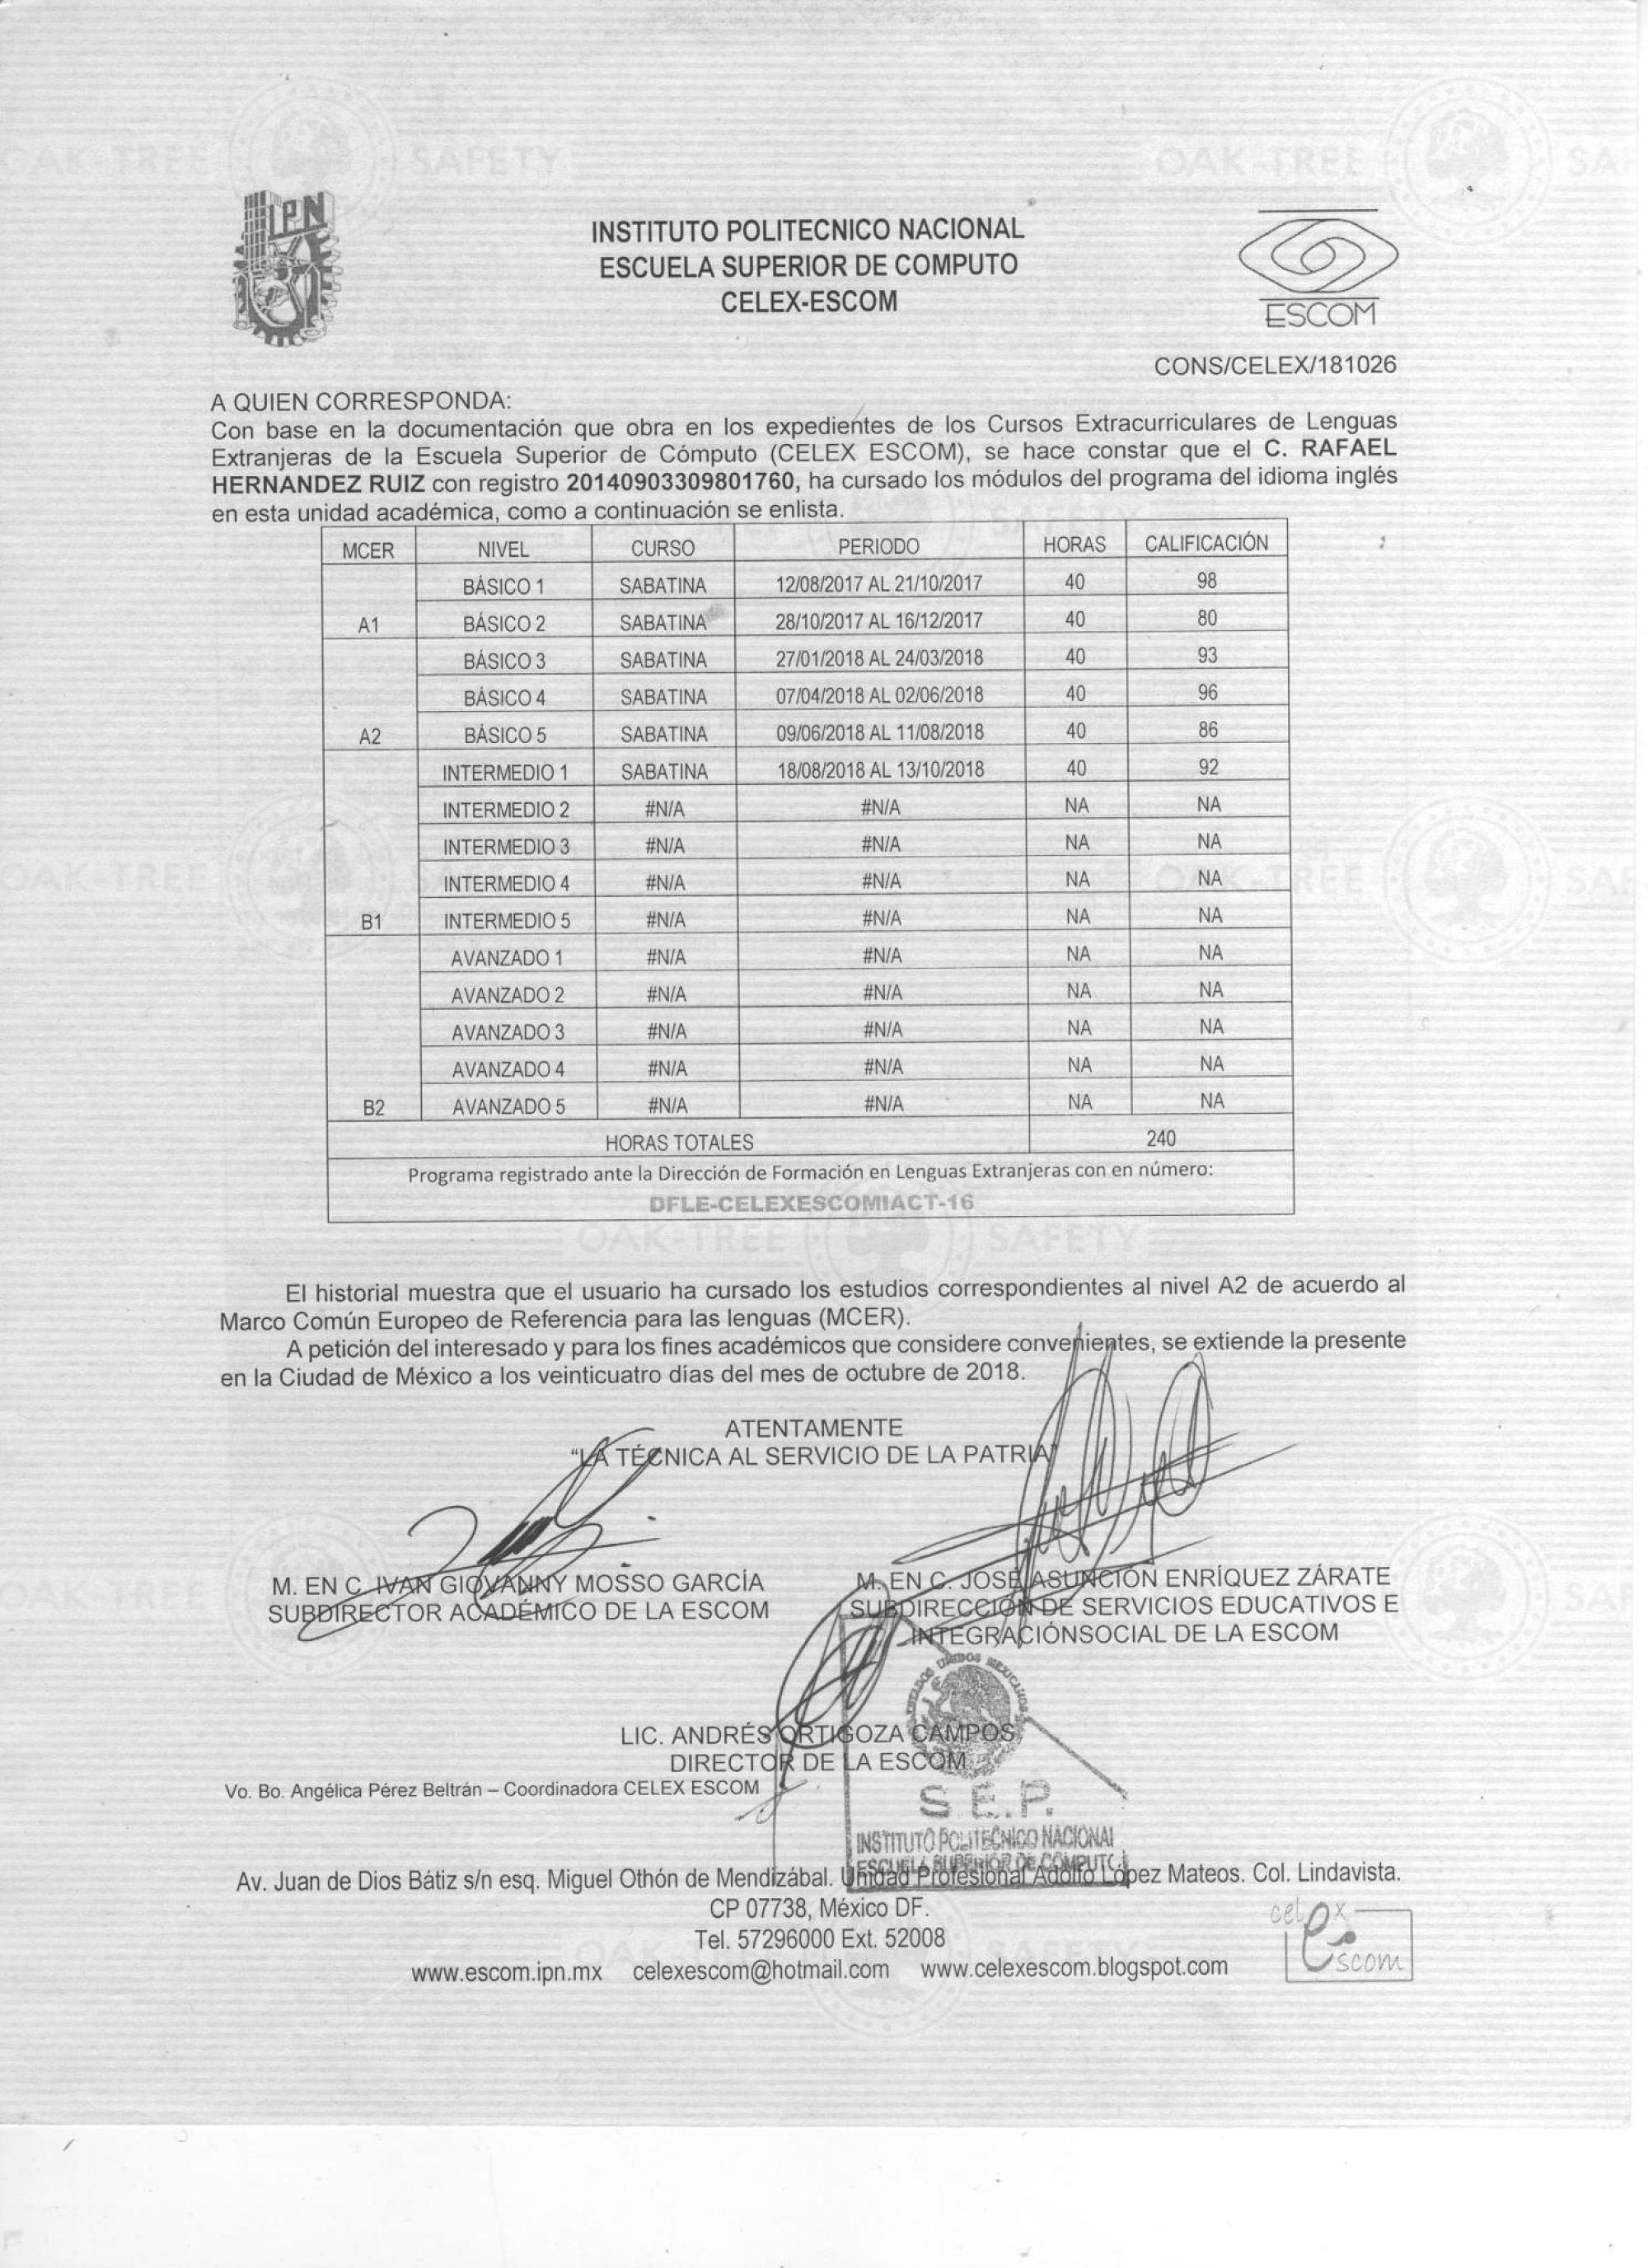 OAK-TREE SAFETY OAK-TREE SA
IPN
INSTITUTO POLITECNICO NACIONAL
ESCUELA SUPERIOR DE COMPUTO
CELEX-ESCOM
ESCOM
CONS/CELEX/181026
A QUIEN CORRESPONDA:
Con base en la documentación que obra en los expedientes de los Cursos Extracurriculares de Lenguas
Extranjeras de la Escuela Superior de Cómputo (CELEX ESCOM), se hace constar que el C. RAFAEL
HERNANDEZ RUIZ con registro 20140903309801760, ha cursado los módulos del programa del idioma inglés
en esta unidad académica, como a continuación se enlista.
MCER NIVEL CURSO PERIODO HORAS CALIFICACIÓN
BÁSICO 1 SABATINA 12/08/2017 AL 21/10/2017 40 98
A1 BÁSICO 2 SABATINA 28/10/2017 AL 16/12/2017 40 80
BÁSICO 3 SABATINA 27/01/2018 AL 24/03/2018 40 93
BÁSICO 4 SABATINA 07/04/2018 AL 02/06/2018 40 96
A2 BÁSICO 5 SABATINA 09/06/2018 AL 11/08/2018 40 86
INTERMEDIO 1 SABATINA 18/08/2018 AL 13/10/2018 40 92
INTERMEDIO 2 #N/A #N/A NA NA
INTERMEDIO 3 #N/A #N/A NA NA
INTERMEDIO 4 #N/A #N/A NA NA
B1 INTERMEDIO 5 #N/A #N/A NA NA
AVANZADO 1 #N/A #N/A NA NA
AVANZADO 2 #N/A #N/A NA NA
AVANZADO 3 #N/A #N/A NA NA
AVANZADO 4 #N/A #N/A NA NA
B2 AVANZADO 5 #N/A #N/A NA NA
HORAS TOTALES 240
Programa registrado ante la Dirección de Formación en Lenguas Extranjeras con en número:
DFLE-CELEXESCOMIACT-16
OAK-TREE SAFETY
El historial muestra que el usuario ha cursado los estudios correspondientes al nivel A2 de acuerdo al
Marco Común Europeo de Referencia para las lenguas (MCER).
A petición del interesado y para los fines académicos que considere convenientes, se extiende la presente
en la Ciudad de México a los veinticuatro días del mes de octubre de 2018.
ATENTAMENTE
"LA TÉCNICA AL SERVICIO DE LA PATRIA"
M. EN C. IVAN GIOVANNY MOSSO GARCÍA
SUBDIRECTOR ACADÉMICO DE LA ESCOM
M. EN C. JOSE ASUNCIÓN ENRÍQUEZ ZÁRATE
SUBDIRECCIÓN DE SERVICIOS EDUCATIVOS E
INTEGRACIÓNSOCIAL DE LA ESCOM
ESTADOS UNIDOS MEXICANOS
LIC. ANDRÉS ORTIGOZA CAMPOS
DIRECTOR DE LA ESCOM
Vo. Bo. Angélica Pérez Beltrán – Coordinadora CELEX ESCOM
S.E.P.
INSTITUTO POLITECNICO NACIONAL
ESCUELA SUPERIOR DE COMPUTO
Av. Juan de Dios Bátiz s/n esq. Miguel Othón de Mendizábal. Unidad Profesional Adolfo López Mateos. Col. Lindavista.
CP 07738, México DF.
Tel. 57296000 Ext. 52008
www.escom.ipn.mx celexescom@hotmail.com www.celexescom.blogspot.com
celex
escom